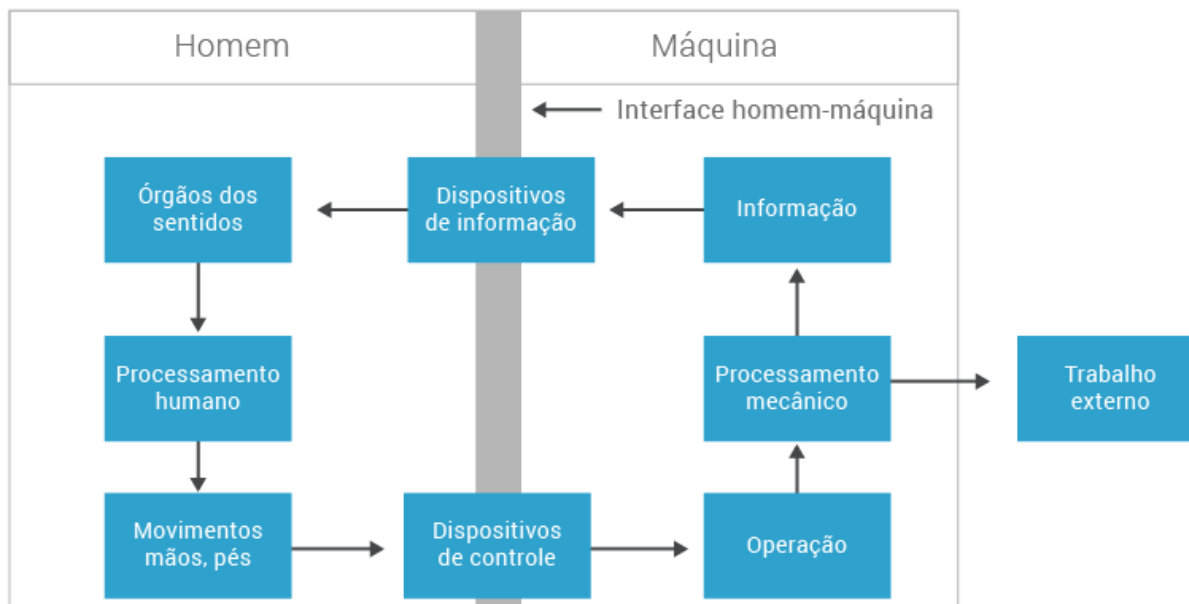 Homem
Máquina
Interface homem-máquina
Órgãos dos
sentidos
Dispositivos
de informação
Informação
Processamento
humano
Processamento
mecânico
Trabalho
externo
Movimentos
mãos, pés
Dispositivos
de controle
Operação